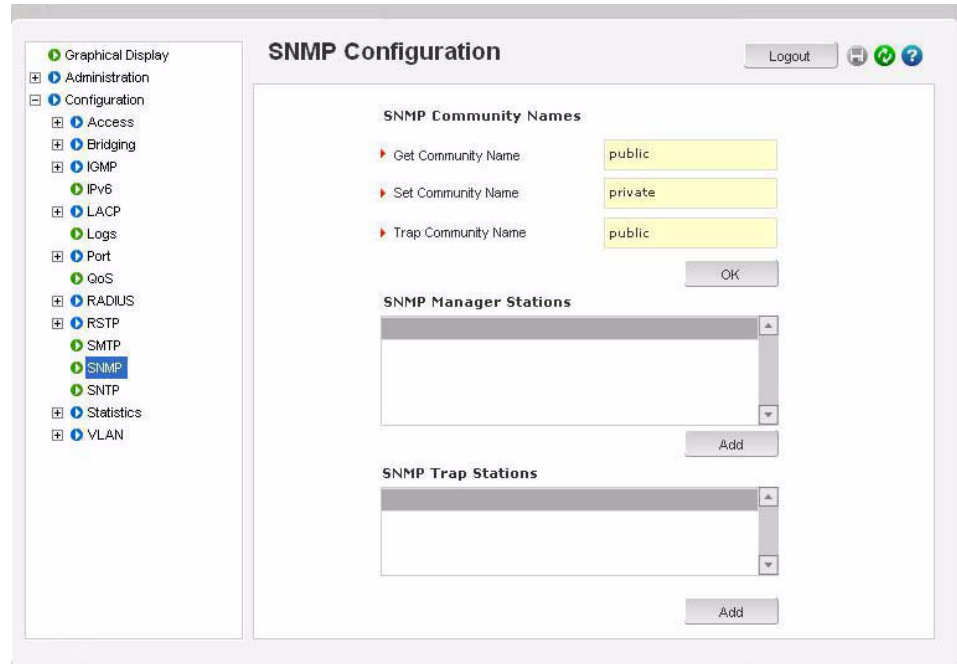 Graphical Display
Administration
Configuration
Access
Bridging
IGMP
IPv6
LACP
Logs
Port
QoS
RADIUS
RSTP
SMTP
SNMP
SNTP
Statistics
VLAN
SNMP Configuration
Logout
?
SNMP Community Names
Get Community Name
public
Set Community Name
private
Trap Community Name
public
OK
SNMP Manager Stations
Add
SNMP Trap Stations
Add